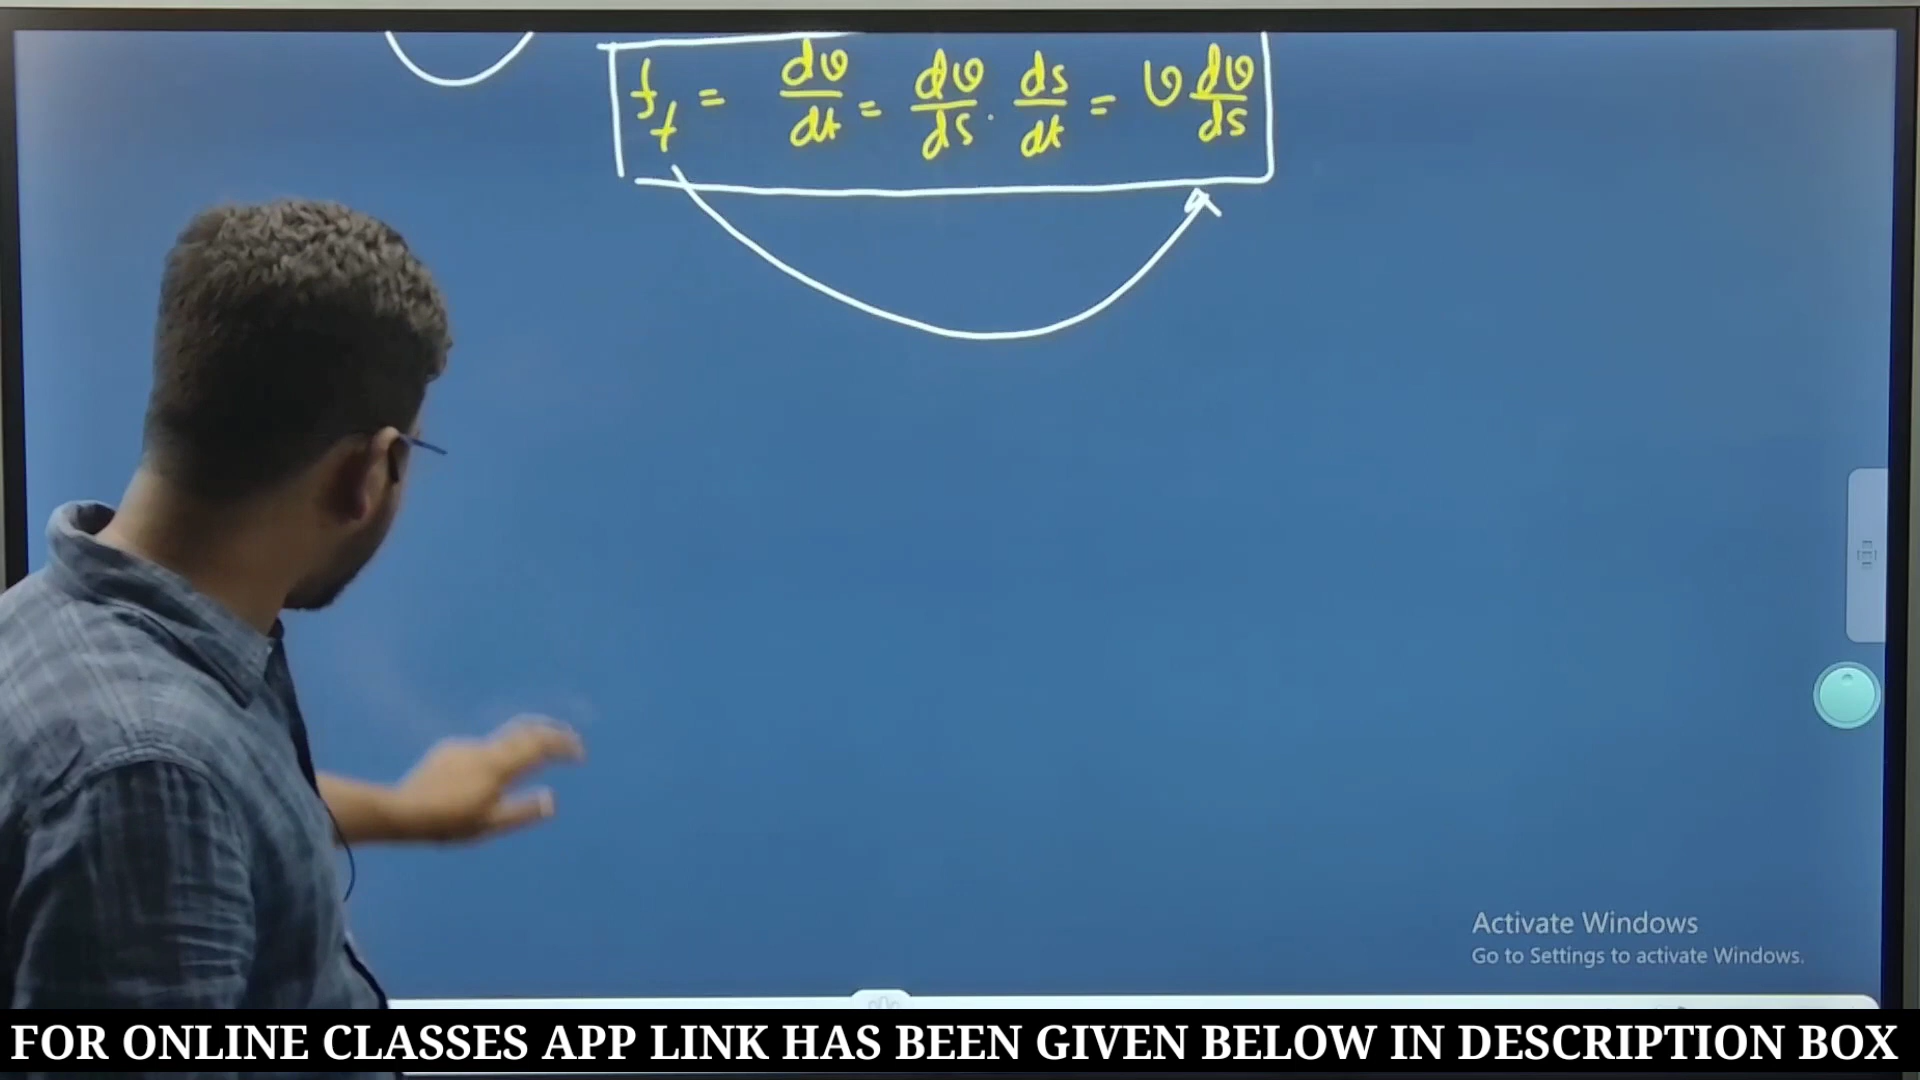 f_t = dv/dt = dv/ds . ds/dt = v dv/ds
Activate Windows
Go to Settings to activate Windows.
FOR ONLINE CLASSES APP LINK HAS BEEN GIVEN BELOW IN DESCRIPTION BOX